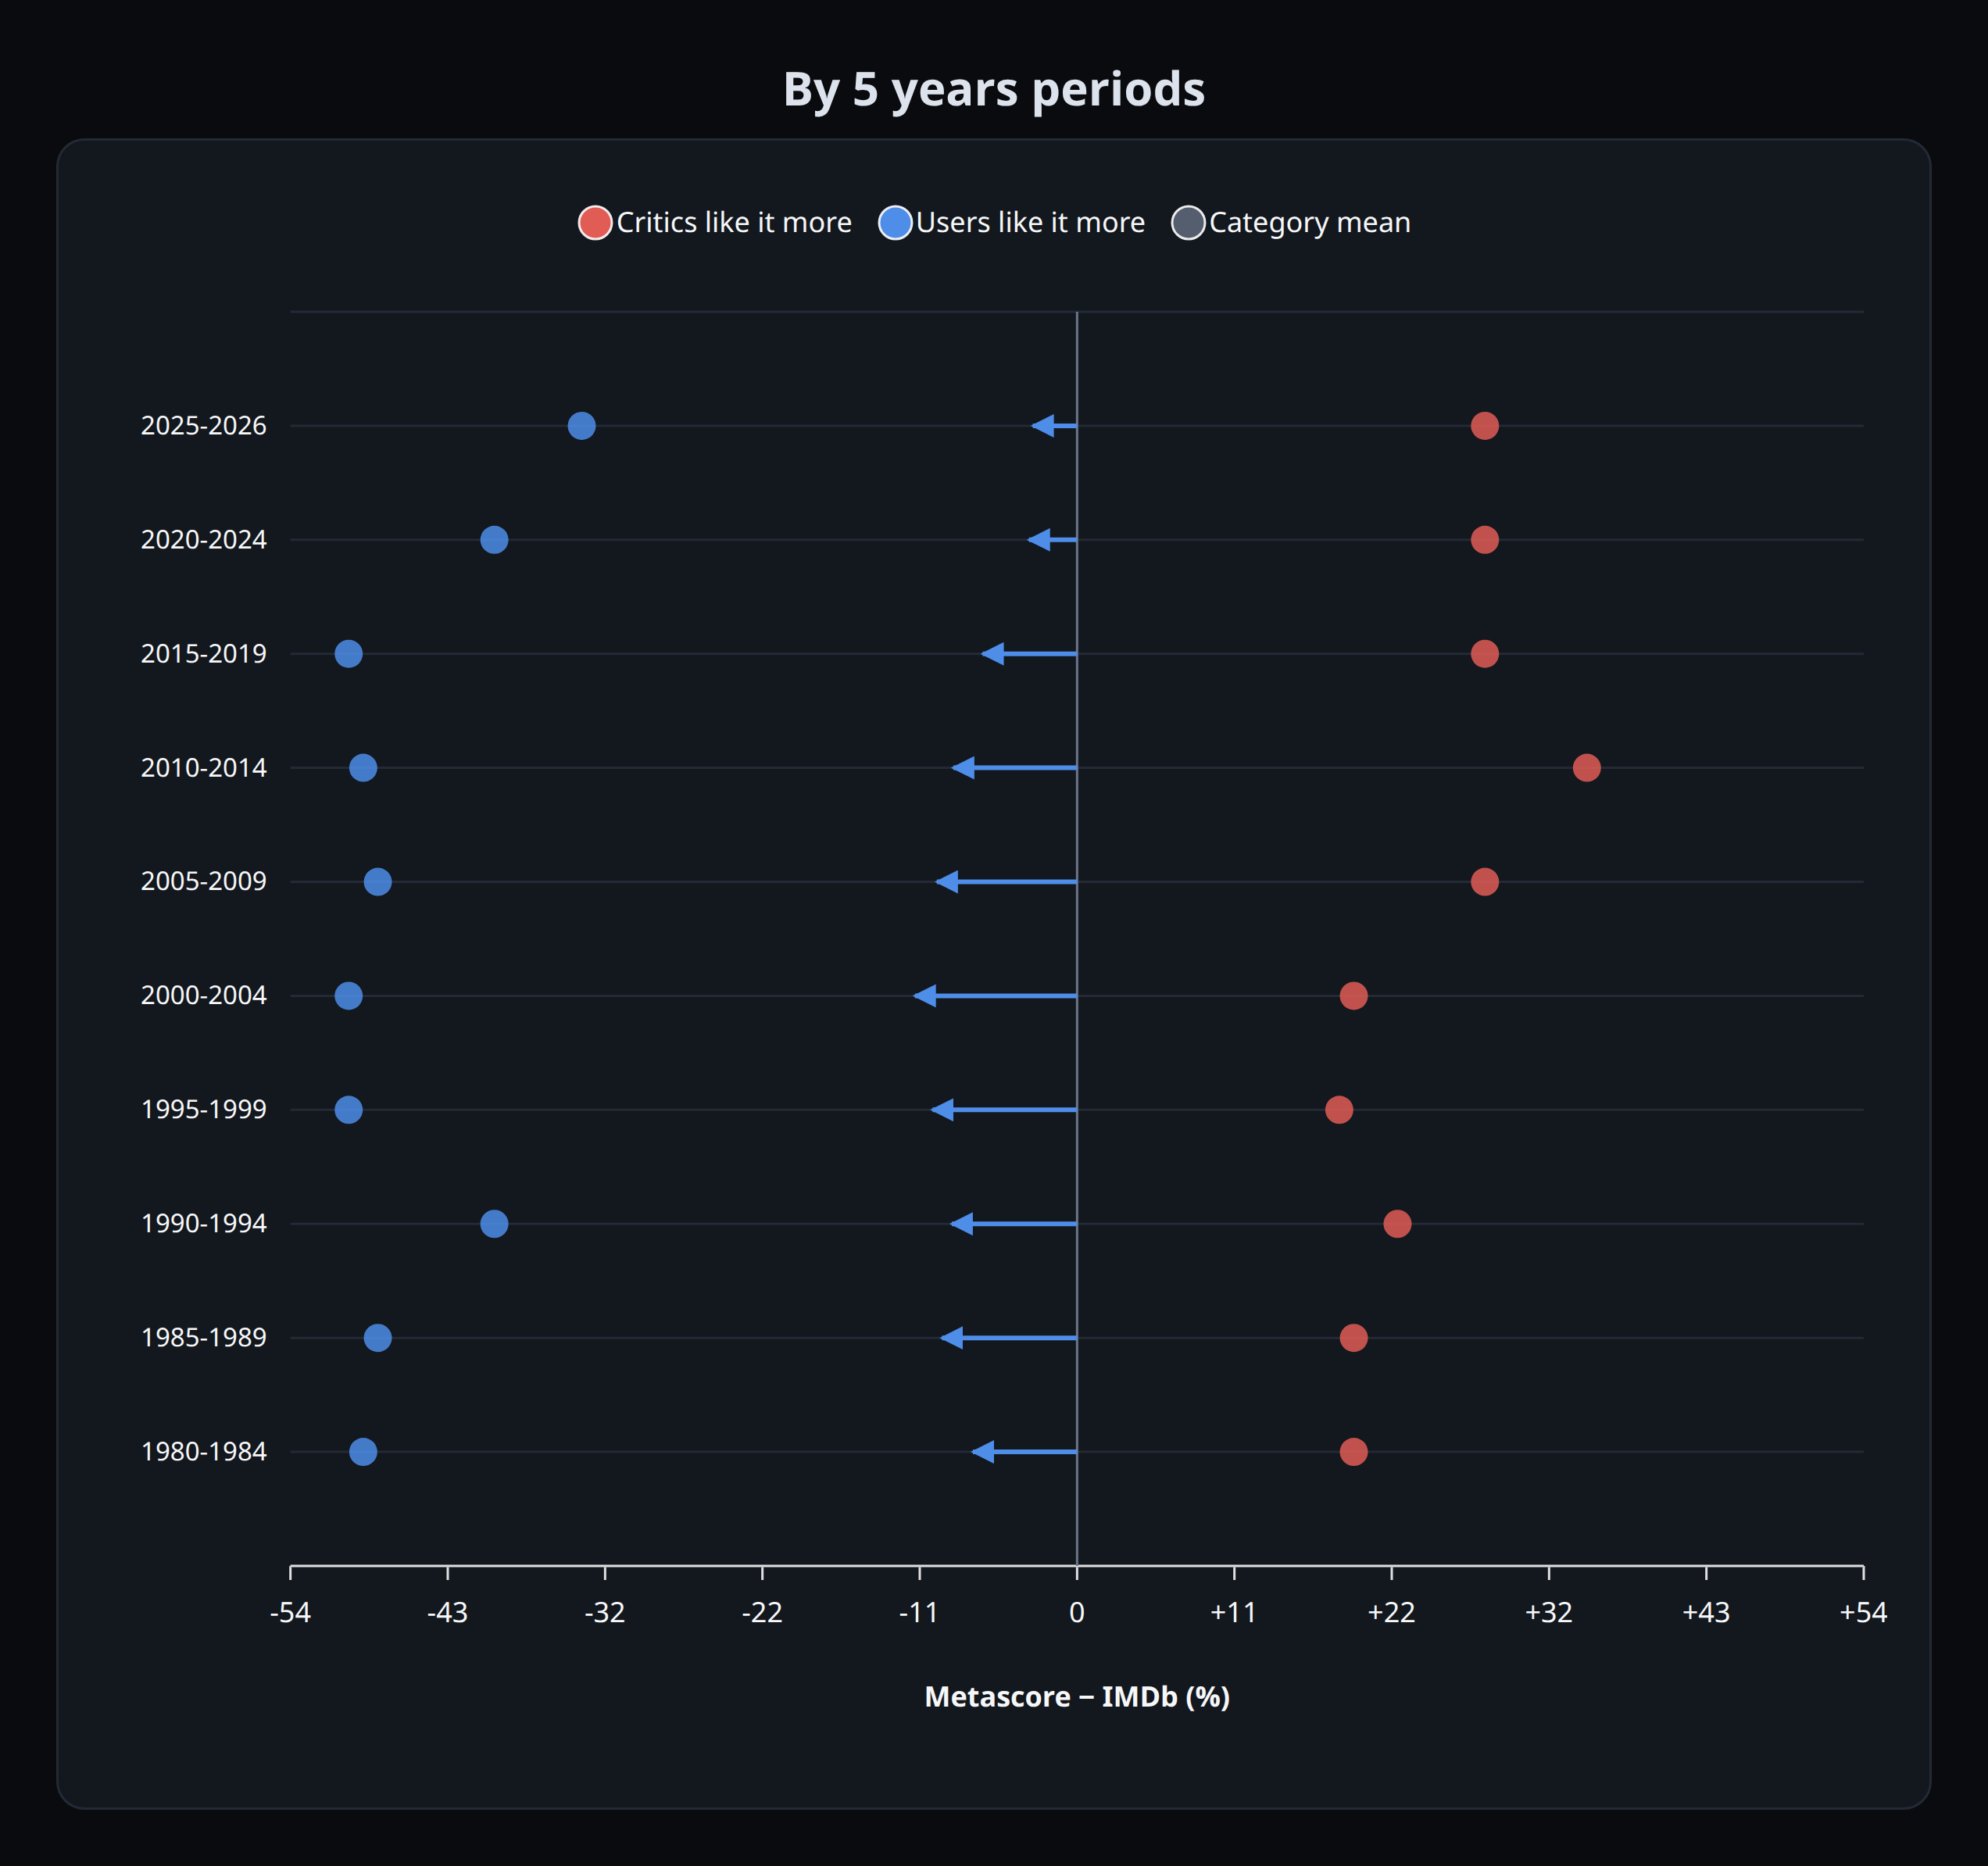 By 5 years periods
Critics like it more Users like it more Category mean
2025-2026
2020-2024
2015-2019
2010-2014
2005-2009
2000-2004
1995-1999
1990-1994
1985-1989
1980-1984
-54 -43 -32 -22 -11 0 +11 +22 +32 +43 +54
Metascore – IMDb (%)